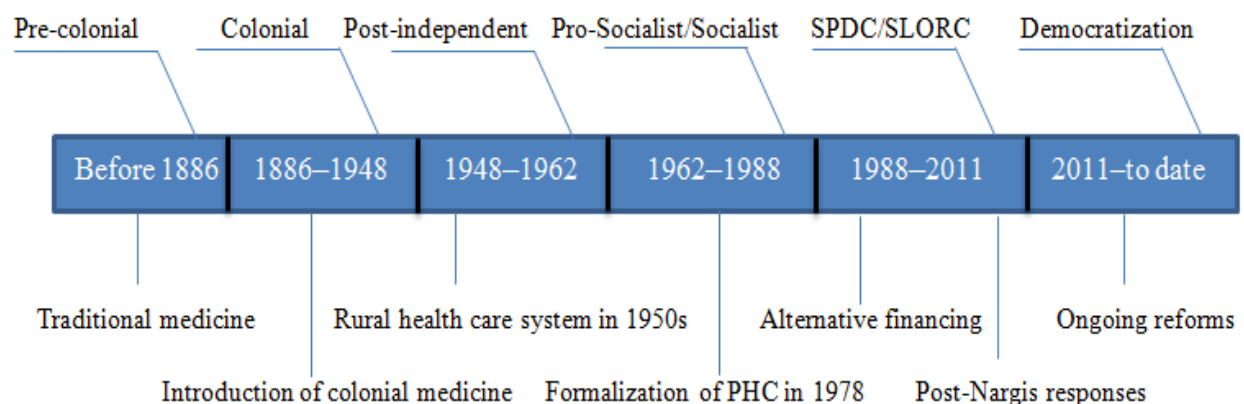 Pre-colonial Colonial Post-independent Pro-Socialist/Socialist SPDC/SLORC Democratization
Before 1886 1886–1948 1948–1962 1962–1988 1988–2011 2011–to date
Traditional medicine Rural health care system in 1950s Alternative financing Ongoing reforms
Introduction of colonial medicine Formalization of PHC in 1978 Post-Nargis responses